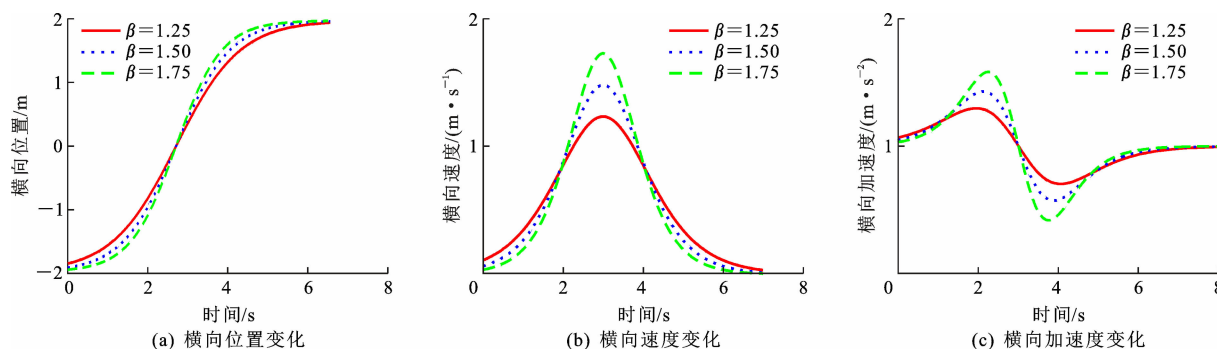 β=1.25
β=1.50
β=1.75
2
1
0
−1
−2
横向位置/m
0 2 4 6 8
时间/s
(a) 横向位置变化
β=1.25
β=1.50
β=1.75
2
1
2
横向速度/(m·s⁻¹)
0 2 4 6 8
时间/s
(b) 横向速度变化
β=1.25
β=1.50
β=1.75
2
1
2
横向加速度/(m·s⁻²)
0 2 4 6 8
时间/s
(c) 横向加速度变化